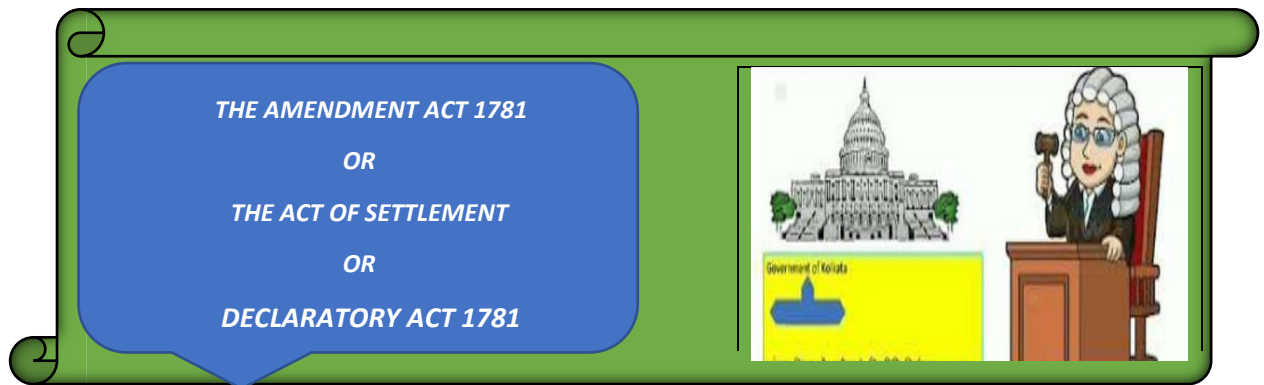 THE AMENDMENT ACT 1781
OR
THE ACT OF SETTLEMENT
OR
DECLARATORY ACT 1781
Government of Kolkata